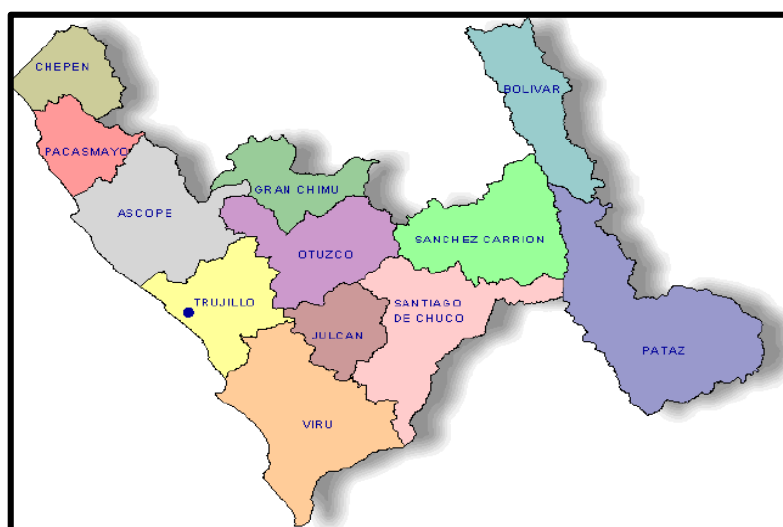 CHEPEN
BOLIVAR
PACASMAYO
GRAN CHIMU
ASCOPE
SANCHEZ CARRION
OTUZCO
TRUJILLO
SANTIAGO
DE CHUCO
JULCAN
PATAZ
VIRU